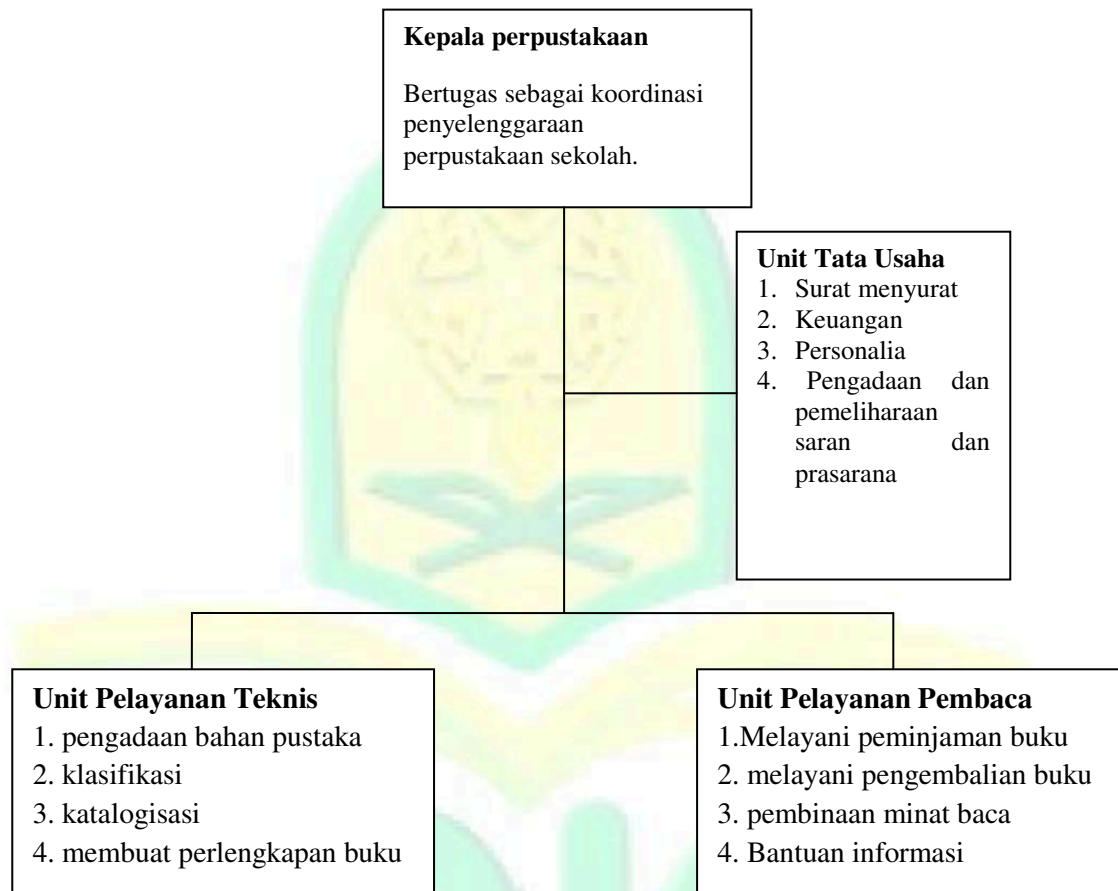 Kepala perpustakaan
Bertugas sebagai koordinasi
penyelenggaraan
perpustakaan sekolah.
Unit Tata Usaha
1. Surat menyurat
2. Keuangan
3. Personalia
4. Pengadaan dan
pemeliharaan
saran dan
prasarana
Unit Pelayanan Teknis
1. pengadaan bahan pustaka
2. klasifikasi
3. katalogisasi
4. membuat perlengkapan buku
Unit Pelayanan Pembaca
1.Melayani peminjaman buku
2. melayani pengembalian buku
3. pembinaan minat baca
4. Bantuan informasi